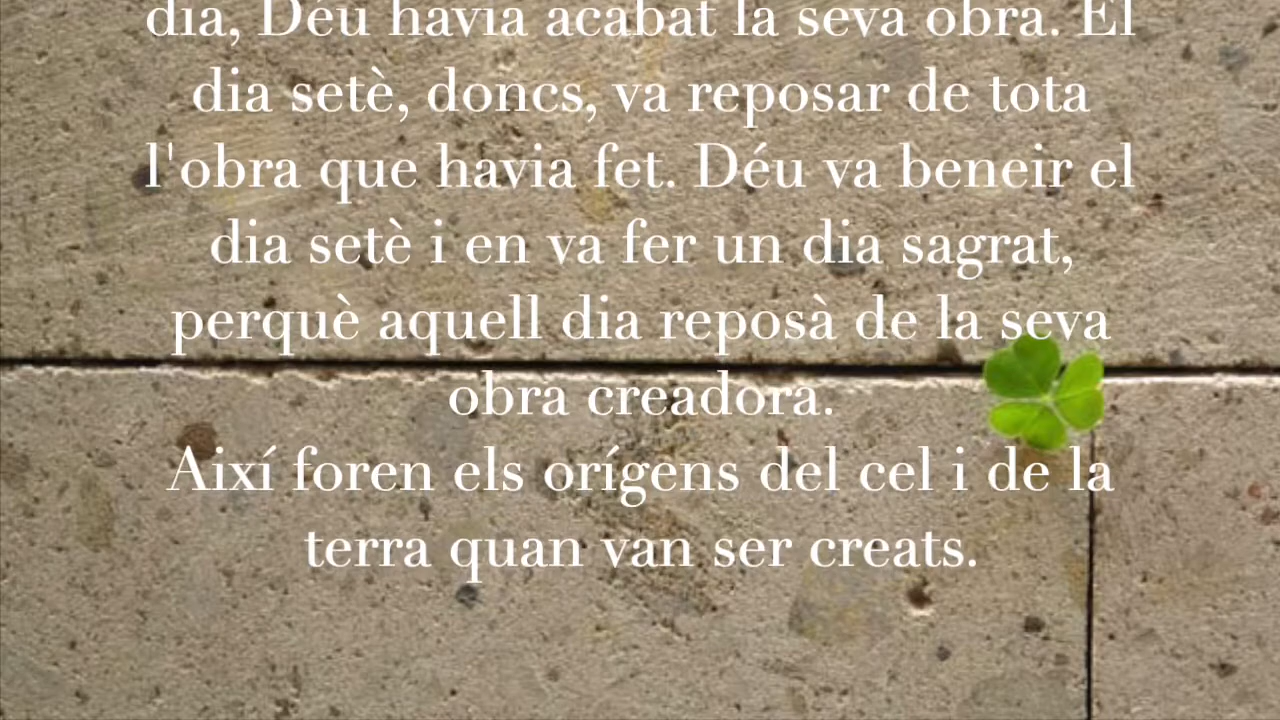 dia, Déu havia acabat la seva obra. El
dia setè, doncs, va reposar de tota
l'obra que havia fet. Déu va beneir el
dia setè i en va fer un dia sagrat,
perquè aquell dia reposà de la seva
obra creadora.
Així foren els orígens del cel i de la
terra quan van ser creats.